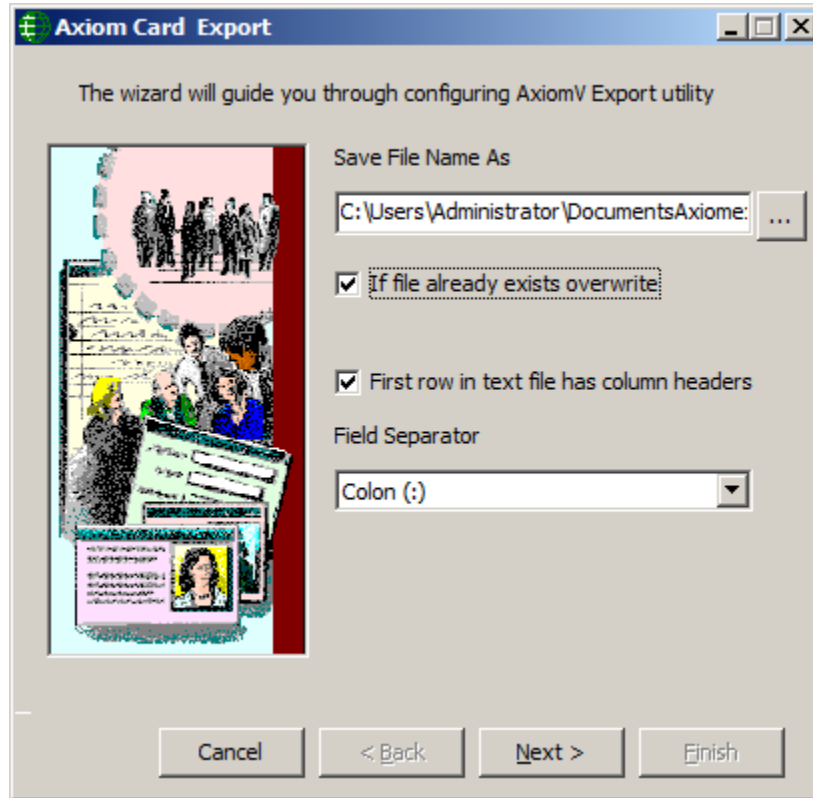 Axiom Card Export
The wizard will guide you through configuring AxiomV Export utility
Save File Name As
C:\Users\Administrator\DocumentsAxiome:
...
If file already exists overwrite
First row in text file has column headers
Field Separator
Colon (:)
Cancel
< Back
Next >
Finish